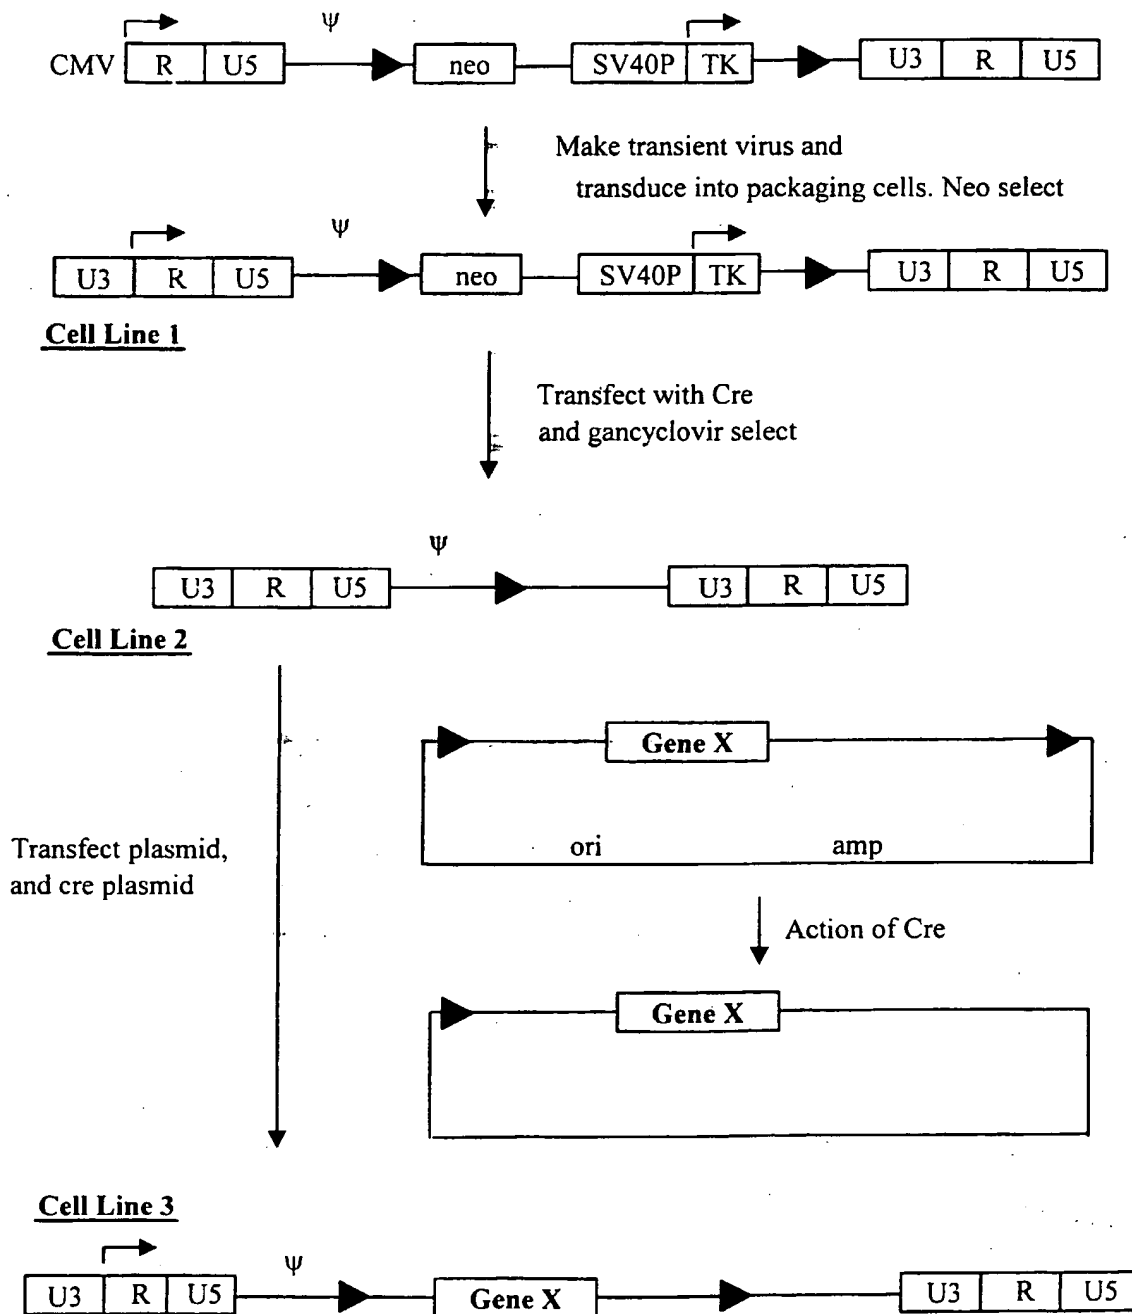 ψ
CMV R U5 neo SV40P TK U3 R U5
Make transient virus and
transduce into packaging cells. Neo select
ψ
U3 R U5 neo SV40P TK U3 R U5
Cell Line 1
Transfect with Cre
and gancyclovir select
ψ
U3 R U5 U3 R U5
Cell Line 2
Gene X
ori amp
Transfect plasmid,
and cre plasmid
Action of Cre
Gene X
Cell Line 3
ψ
U3 R U5 Gene X U3 R U5